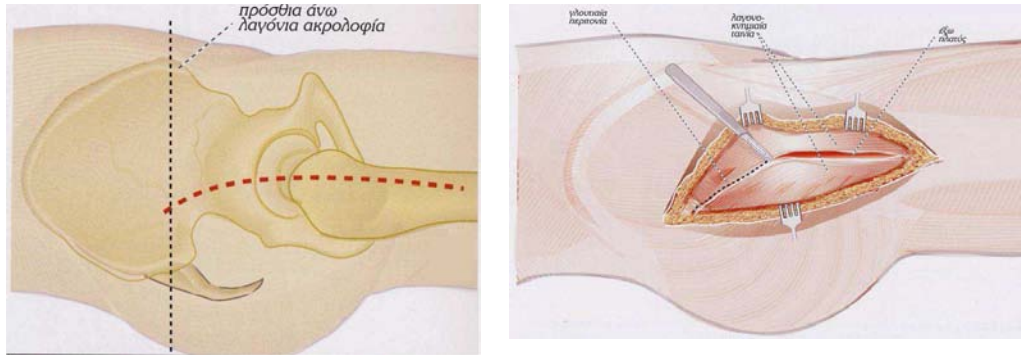 πρόσθια άνω
λαγόνια ακρολοφία
γλουτιαία
περιτονία
λαγονο-
κνημιαία
ταινία
έξω
πλατύς